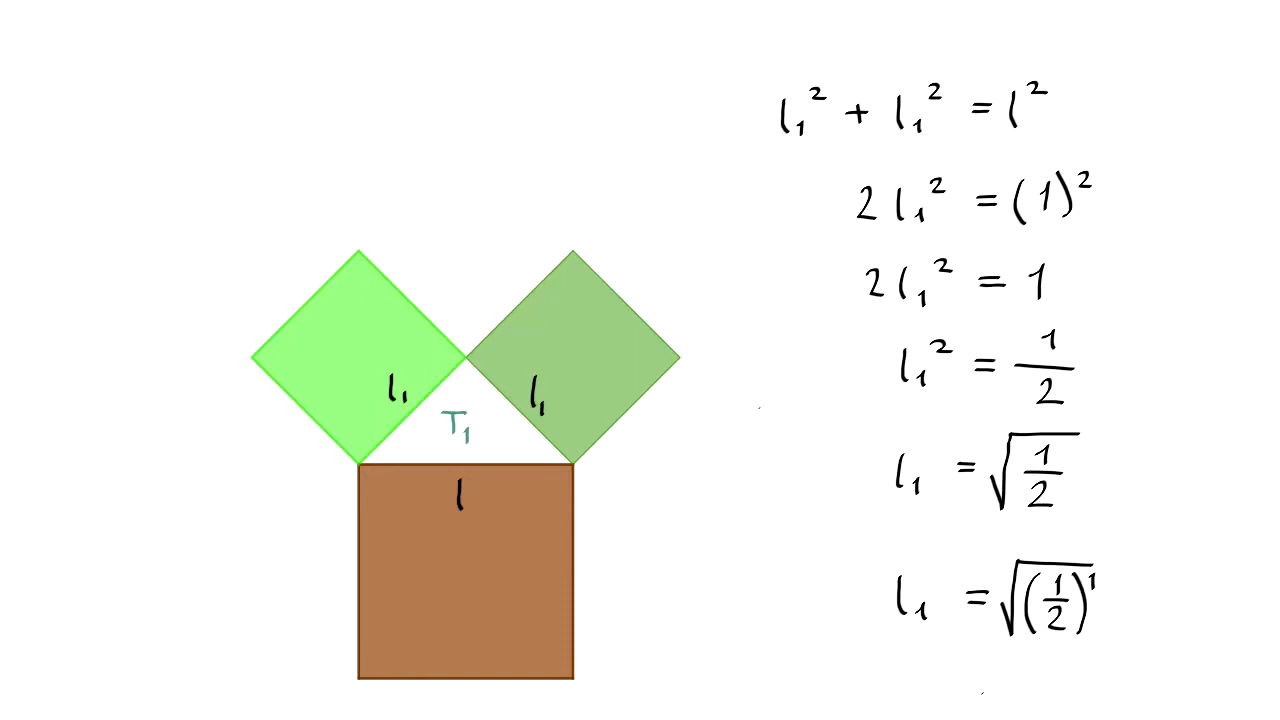 l₁² + l₁² = l²
2 l₁² = (1)²
2 l₁² = 1
l₁² = 1/2
l₁ = √(1/2)
l₁ = √((1/2)¹)
l₁ l₁
T₁
l